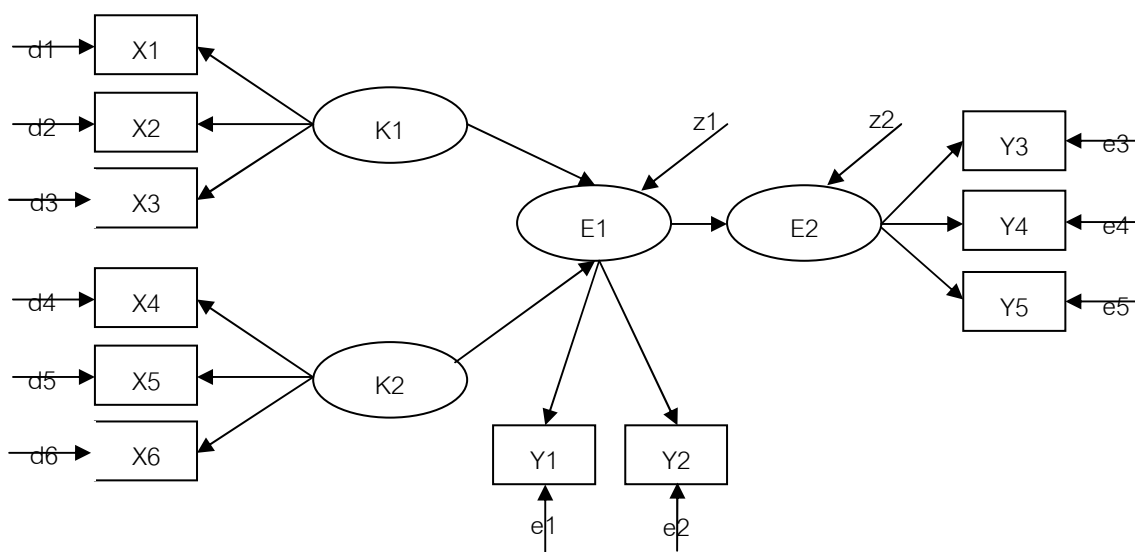 d1 X1
d2 X2 K1 z1 z2
d3 X3 Y3 e3
E1 E2 Y4 e4
d4 X4 Y5 e5
d5 X5 K2
d6 X6 Y1 Y2
e1 e2